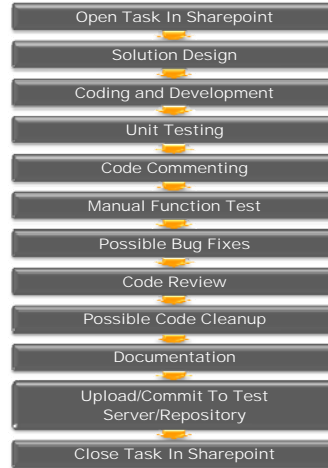 Open Task In Sharepoint
Solution Design
Coding and Development
Unit Testing
Code Commenting
Manual Function Test
Possible Bug Fixes
Code Review
Possible Code Cleanup
Documentation
Upload/Commit To Test
Server/Repository
Close Task In Sharepoint